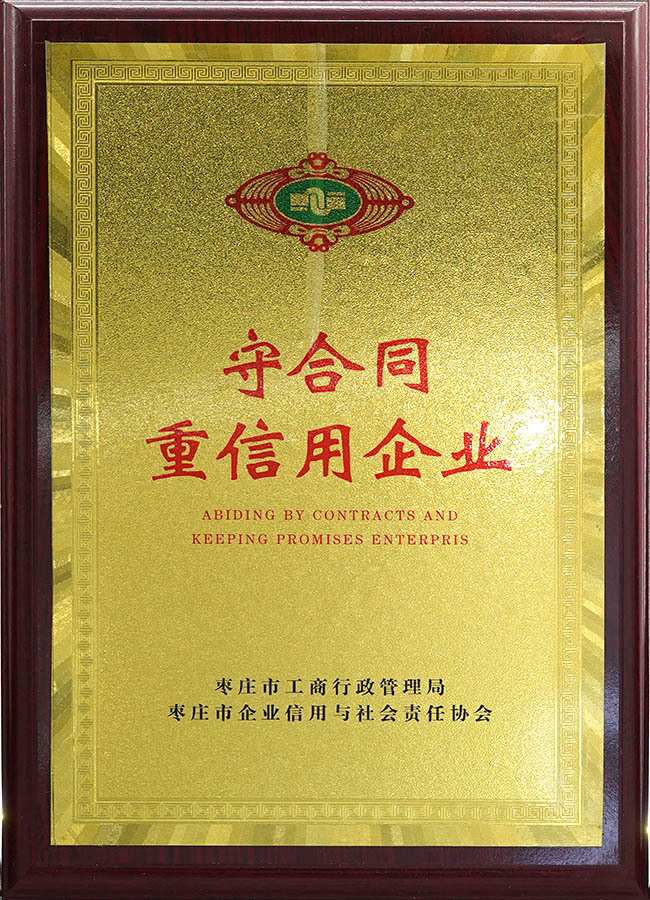 守合同
重信用企业
ABIDING BY CONTRACTS AND
KEEPING PROMISES ENTERPRIS
枣庄市工商行政管理局
枣庄市企业信用与社会责任协会